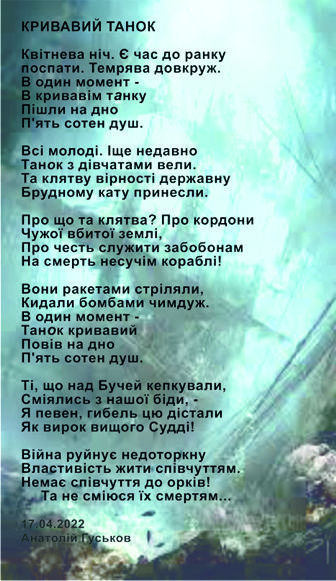 КРИВАВИЙ ТАНОК
Квітнева ніч. Є час до ранку
поспати. Темрява довкруж.
В один момент -
В кривавім танку
Пішли на дно
П'ять сотен душ.
Всі молоді. Іще недавно
Танок з дівчатами вели.
Та клятву вірності державну
Брудному кату принесли.
Про що та клятва? Про кордони
Чужої вбитої землі,
Про честь служити забобонам
На смерть несучім кораблі!
Вони ракетами стріляли,
Кидали бомбами чимдуж.
В один момент -
Танок кривавий
Повів на дно
П'ять сотен душ.
Ті, що над Бучей кепкували,
Сміялись з нашої біди, -
Я певен, гибель цю дістали
Як вирок вищого Судді!
Війна руйнує недоторкну
Властивість жити співчуттям.
Немає співчуття до орків!
Та не сміюся їх смертям...
17.04.2022
Анатолій Гуськов